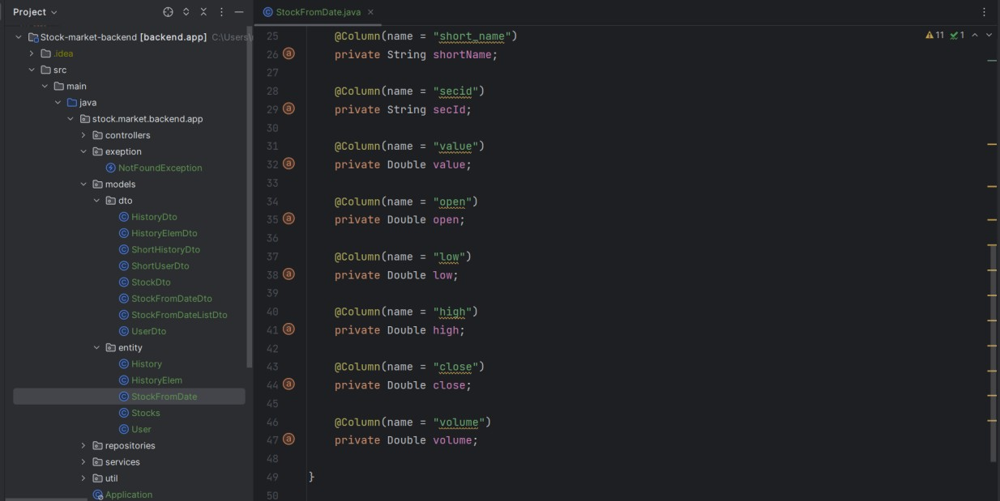 Project
Stock-market-backend [backend.app] C:\Users\
.idea
src
main
java
stock.market.backend.app
controllers
exeption
NotFoundException
models
dto
HistoryDto
HistoryElemDto
ShortHistoryDto
ShortUserDto
StockDto
StockFromDateDto
StockFromDateListDto
UserDto
entity
History
HistoryElem
StockFromDate
Stocks
User
repositories
services
util
Application
StockFromDate.java
11 1
25 @Column(name = "short_name")
26 private String shortName;
27
28 @Column(name = "secid")
29 private String secId;
30
31 @Column(name = "value")
32 private Double value;
33
34 @Column(name = "open")
35 private Double open;
36
37 @Column(name = "low")
38 private Double low;
39
40 @Column(name = "high")
41 private Double high;
42
43 @Column(name = "close")
44 private Double close;
45
46 @Column(name = "volume")
47 private Double volume;
48
49 }
50